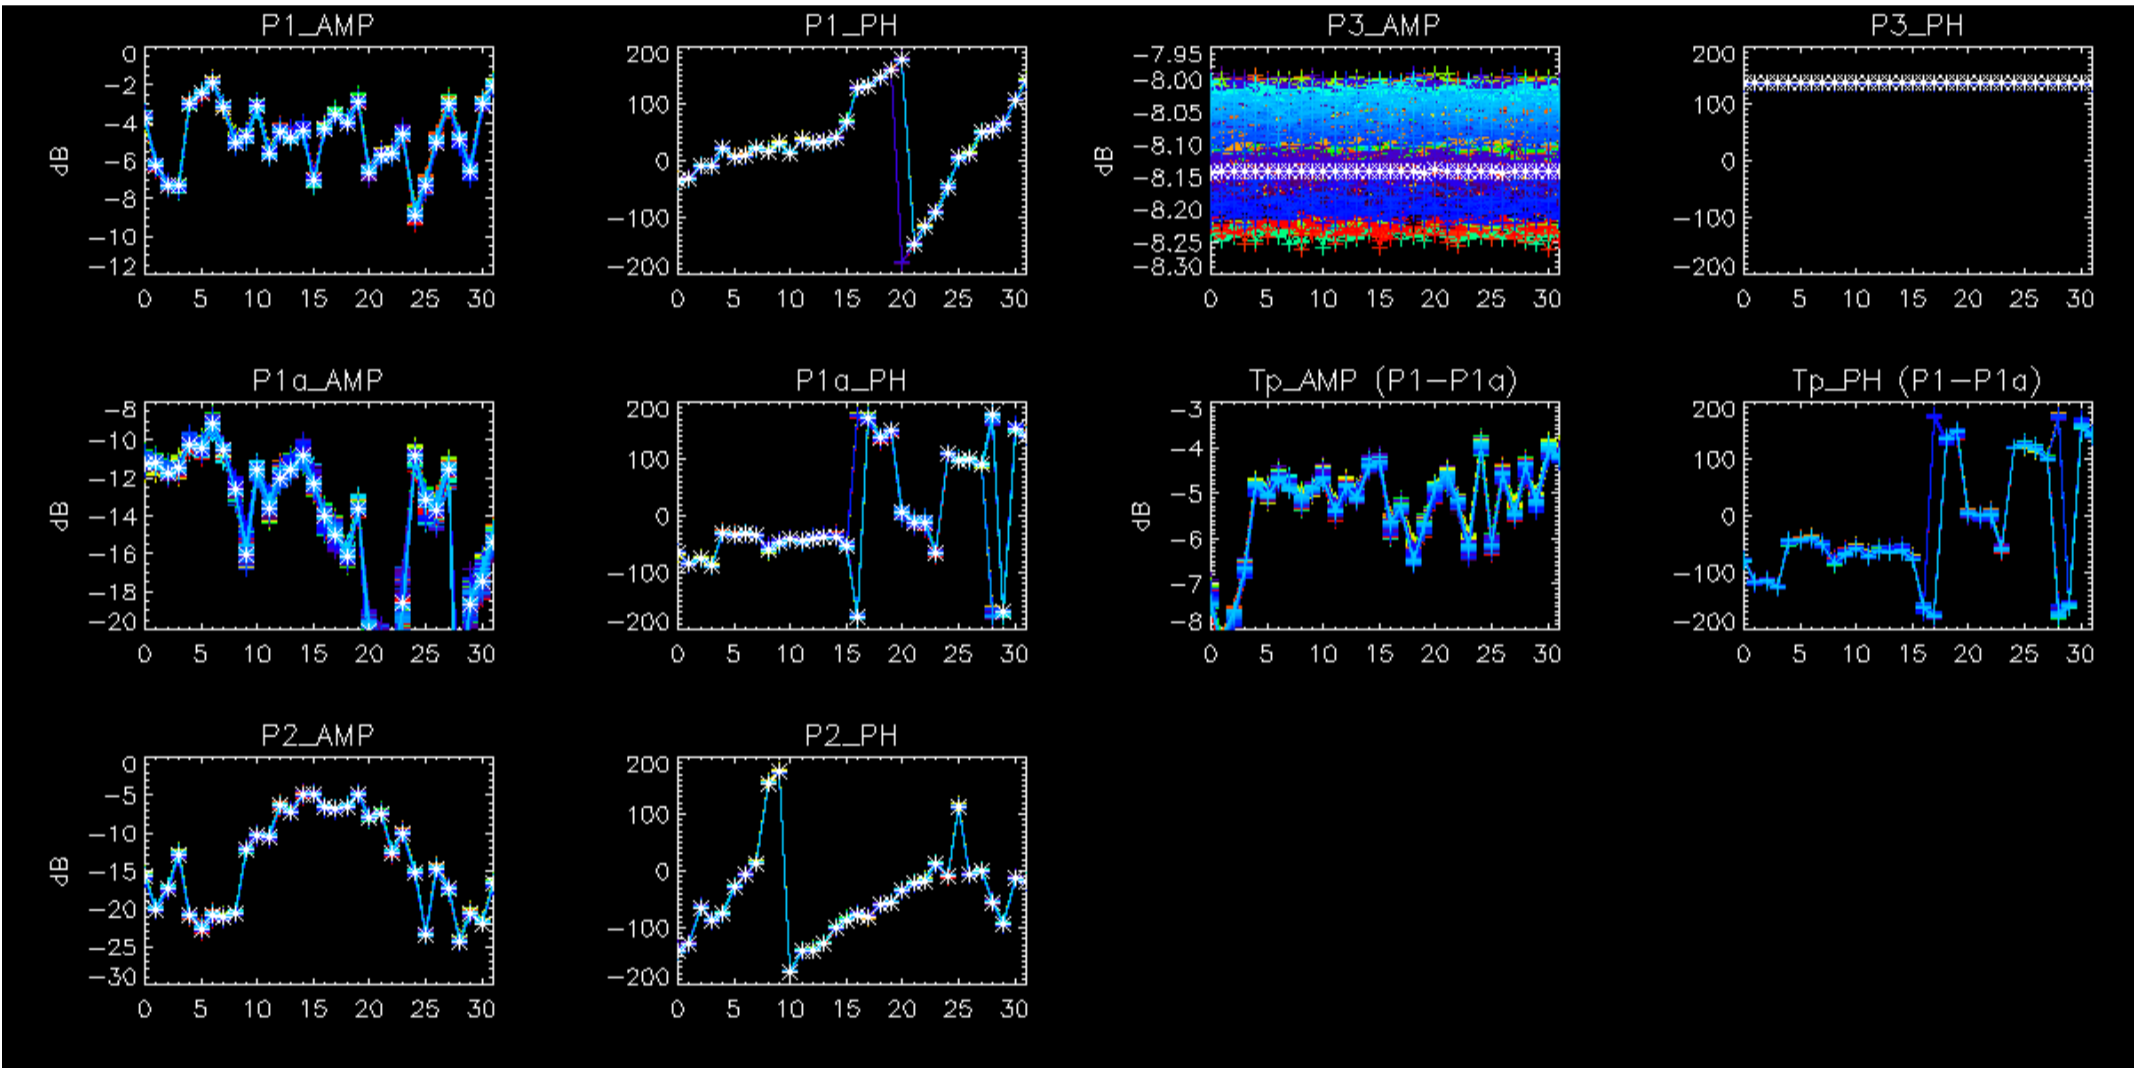 P1_AMP P1_PH P3_AMP P3_PH
0 200 -7.95 200
-2 -8.00
-4 100 -8.05 100
-6 0 -8.10 0
-8 -8.15
-10 -100 -8.20 -100
-12 -200 -8.25 -200
-8.30
dB dB
0 5 10 15 20 25 30 0 5 10 15 20 25 30 0 5 10 15 20 25 30 0 5 10 15 20 25 30
P1a_AMP P1a_PH Tp_AMP (P1-P1a) Tp_PH (P1-P1a)
-8 200 -3 200
-10 100 -4 100
-12 0 -5 0
-14 -100 -6 -100
-16 -200 -7 -200
-18 -8
-20
dB dB
0 5 10 15 20 25 30 0 5 10 15 20 25 30 0 5 10 15 20 25 30 0 5 10 15 20 25 30
P2_AMP P2_PH
0 200
-5 100
-10 0
-15 -100
-20 -200
-25
-30
dB
0 5 10 15 20 25 30 0 5 10 15 20 25 30